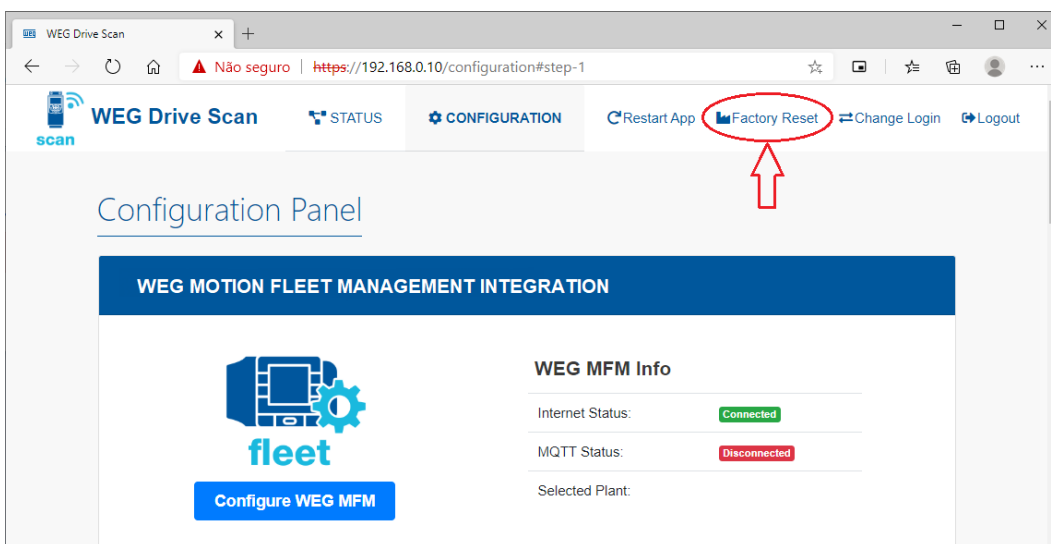 WEG Drive Scan
Não seguro | https://192.168.0.10/configuration#step-1
scan
WEG Drive Scan
STATUS
CONFIGURATION
Restart App
Factory Reset
Change Login
Logout
Configuration Panel
WEG MOTION FLEET MANAGEMENT INTEGRATION
fleet
Configure WEG MFM
WEG MFM Info
Internet Status: Connected
MQTT Status: Disconnected
Selected Plant: